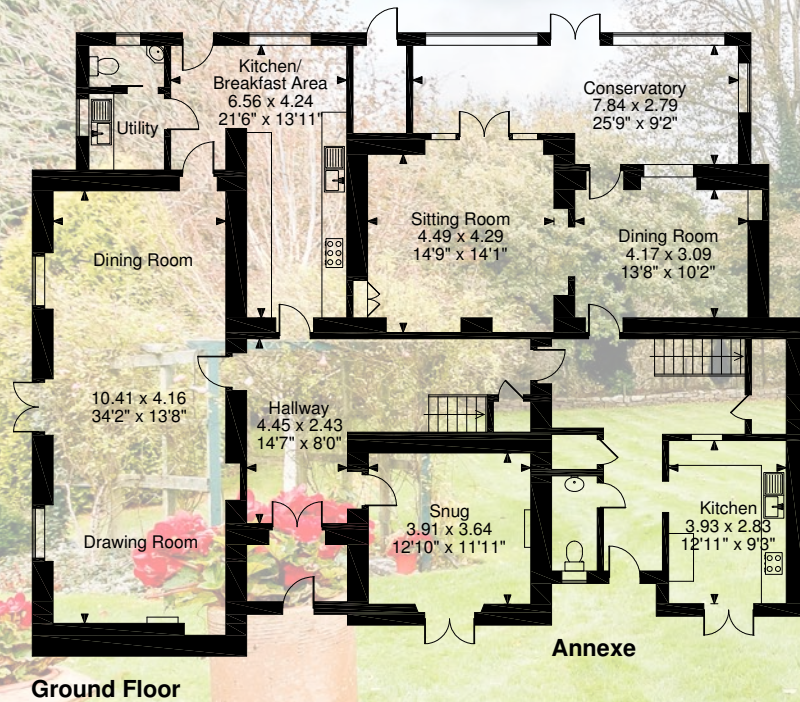 Kitchen/
Breakfast Area
6.56 x 4.24
21'6" x 13'11"
Utility
Conservatory
7.84 x 2.79
25'9" x 9'2"
Sitting Room
4.49 x 4.29
14'9" x 14'1"
Dining Room
4.17 x 3.09
13'8" x 10'2"
Dining Room
10.41 x 4.16
34'2" x 13'8"
Drawing Room
Hallway
4.45 x 2.43
14'7" x 8'0"
Snug
3.91 x 3.64
12'10" x 11'11"
Kitchen
3.93 x 2.83
12'11" x 9'3"
Annexe
Ground Floor